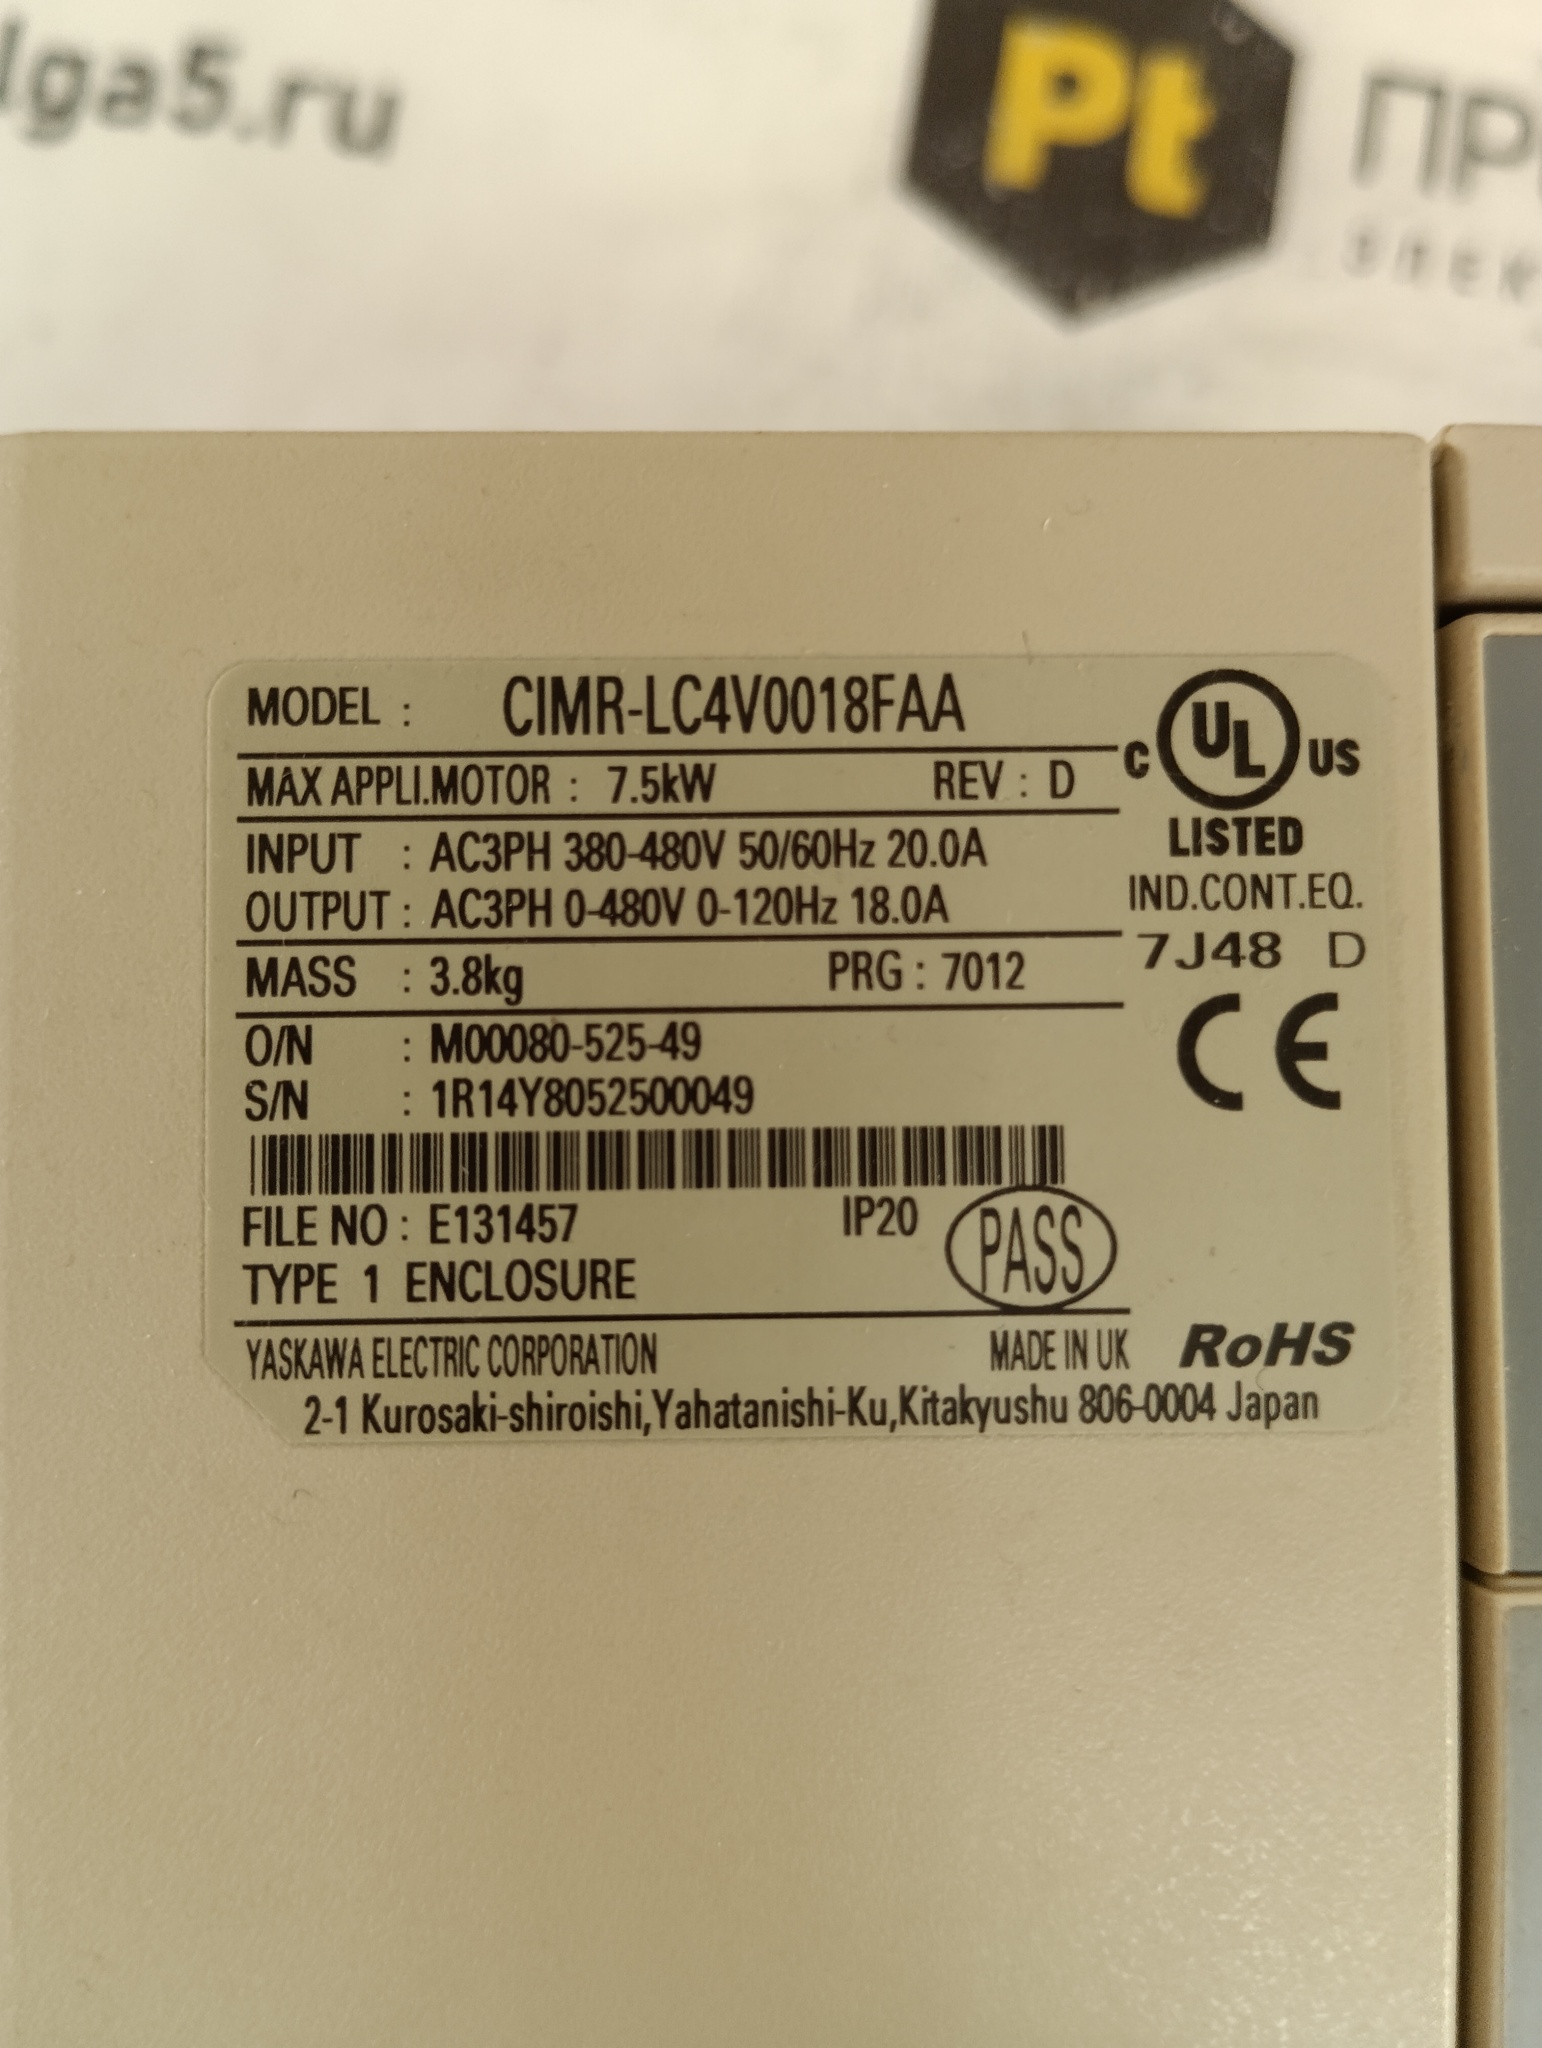 lga5.ru
Pt
ПР
элек
MODEL : CIMR-LC4V0018FAA
MAX APPLI.MOTOR : 7.5kW REV : D
INPUT : AC3PH 380-480V 50/60Hz 20.0A
OUTPUT : AC3PH 0-480V 0-120Hz 18.0A
MASS : 3.8kg PRG : 7012
O/N : M00080-525-49
S/N : 1R14Y8052500049
FILE NO : E131457 IP20 PASS
TYPE 1 ENCLOSURE
YASKAWA ELECTRIC CORPORATION MADE IN UK
2-1 Kurosaki-shiroishi,Yahatanishi-Ku,Kitakyushu 806-0004 Japan
C UL US
LISTED
IND.CONT.EQ.
7J48 D
CE
RoHS